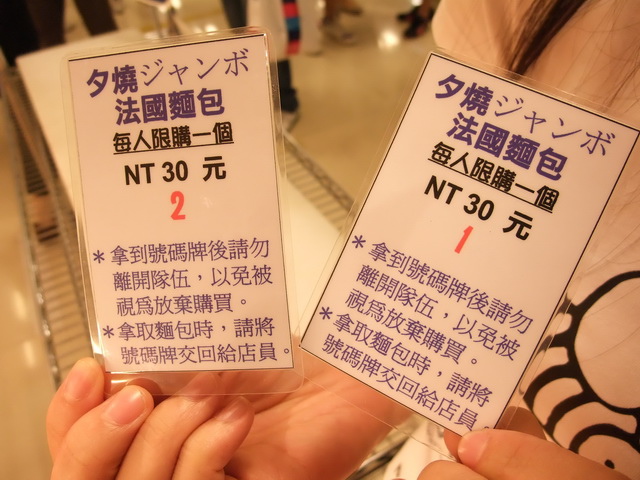 夕燒ジャンボ
法國麵包
每人限購一個
NT 30 元
2
*拿到號碼牌後請勿
離開隊伍，以免被
視為放棄購買。
*拿取麵包時，請將
號碼牌交回給店員。
夕燒ジャンボ
法國麵包
每人限購一個
NT 30 元
1
*拿到號碼牌後請勿
離開隊伍，以免被
視為放棄購買。
*拿取麵包時，請將
號碼牌交回給店員。